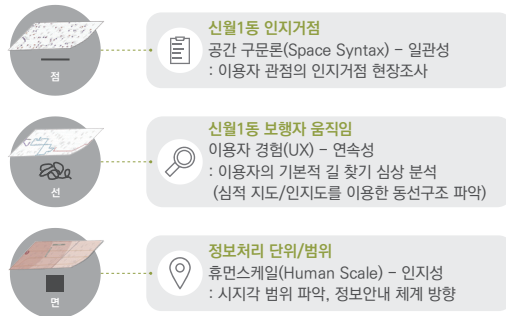 점
신월1동 인지거점
공간 구문론(Space Syntax) – 일관성
: 이용자 관점의 인지거점 현장조사
선
신월1동 보행자 움직임
이용자 경험(UX) – 연속성
: 이용자의 기본적 길 찾기 심상 분석
(심적 지도/인지도를 이용한 동선구조 파악)
면
정보처리 단위/범위
휴먼스케일(Human Scale) – 인지성
: 시지각 범위 파악, 정보안내 체계 방향